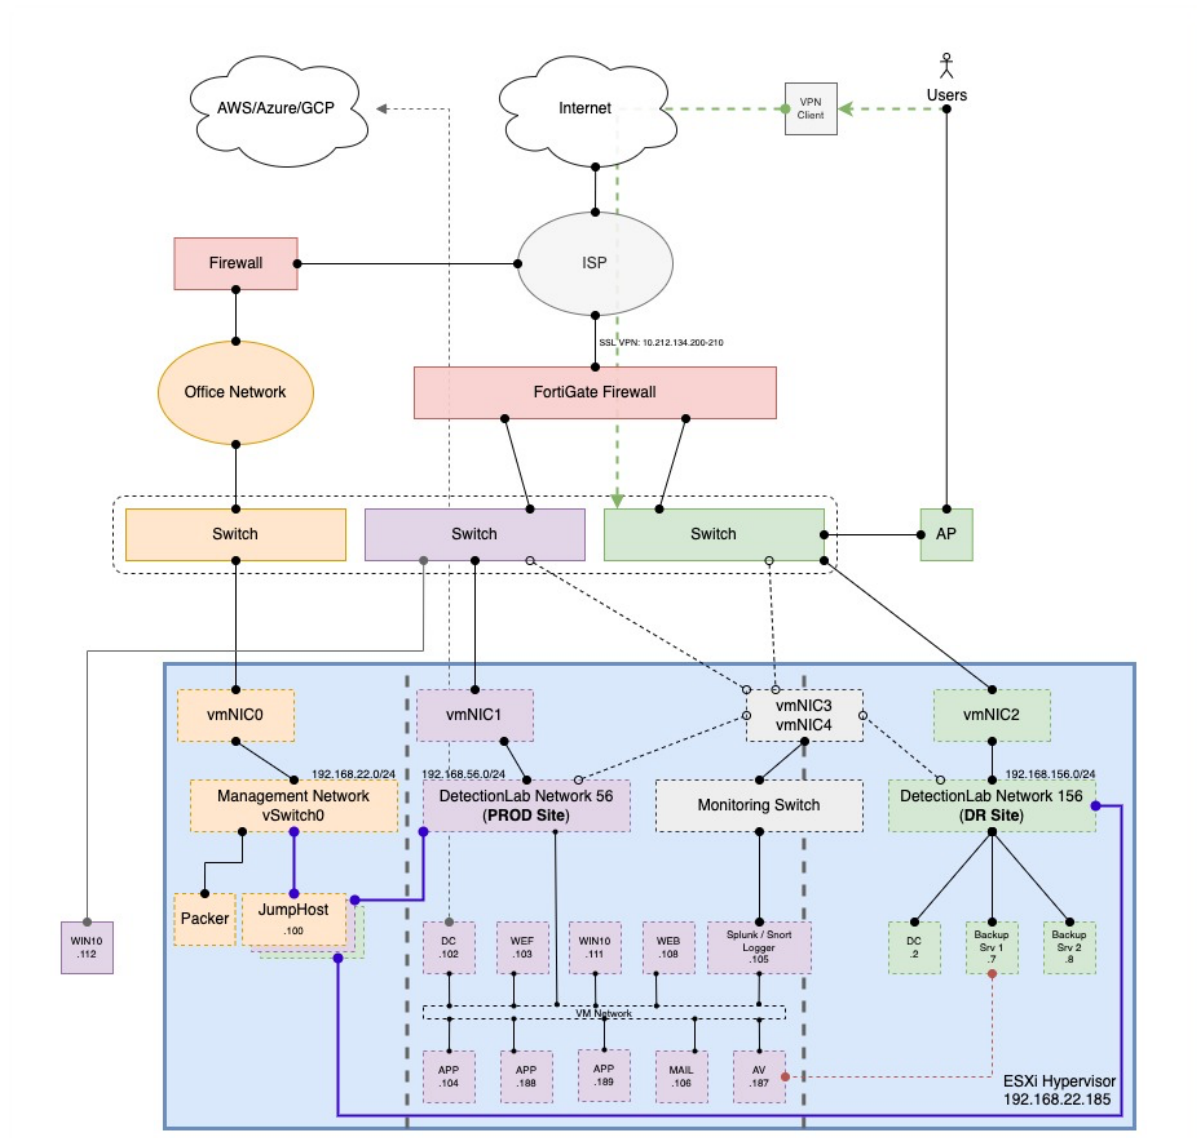 AWS/Azure/GCP
Internet
VPN
Client
Users
Firewall
ISP
SSL VPN: 10.212.134.200-210
Office Network
FortiGate Firewall
Switch
Switch
Switch
AP
vmNIC0
vmNIC1
vmNIC3
vmNIC4
vmNIC2
192.168.22.0/24
192.168.56.0/24
192.168.156.0/24
Management Network
vSwitch0
DetectionLab Network 56
(PROD Site)
Monitoring Switch
DetectionLab Network 156
(DR Site)
Packer
JumpHost
.100
WIN10
.112
DC
.102
WEF
.103
WIN10
.111
WEB
.108
Splunk / Snort
Logger
.105
DC
.2
Backup
Srv 1
.7
Backup
Srv 2
.8
VM Network
APP
.104
APP
.188
APP
.189
MAIL
.106
AV
.187
ESXi Hypervisor
192.168.22.185